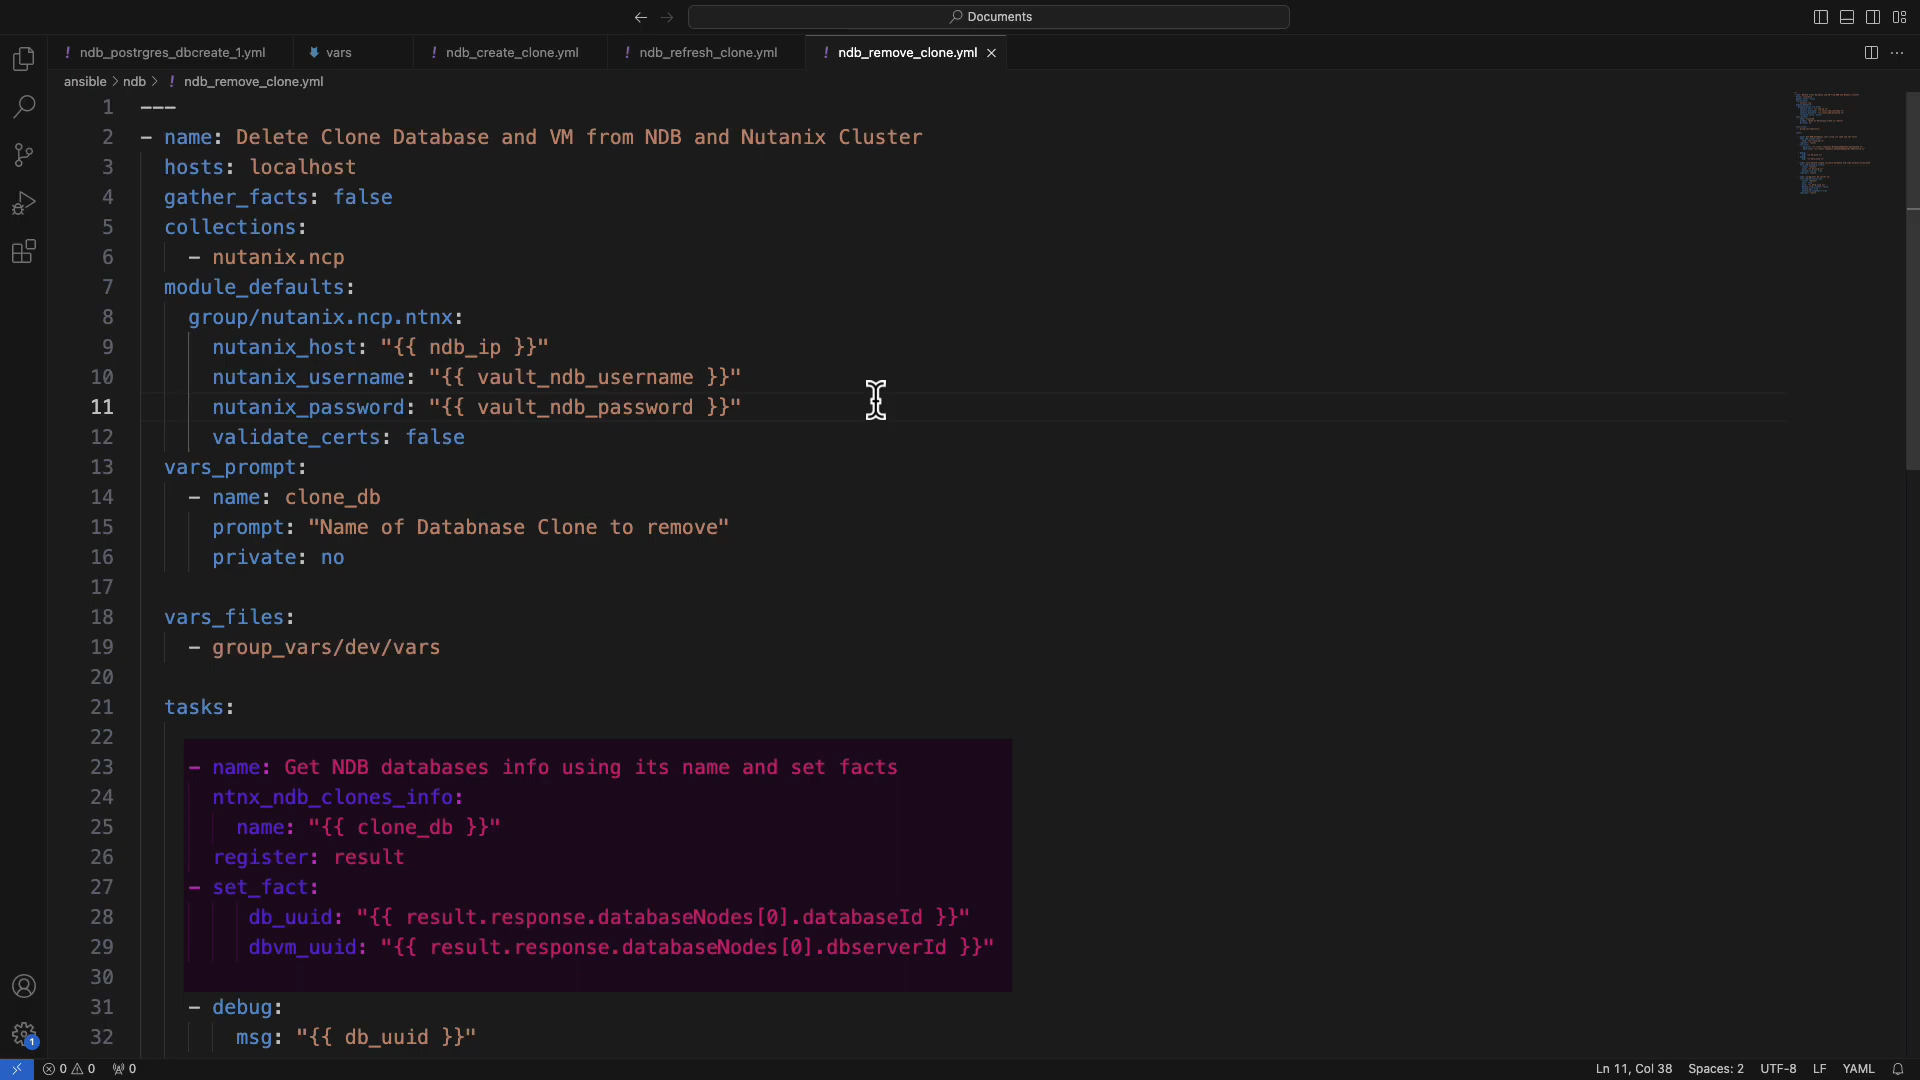 Documents
ndb_postrgres_dbcreate_1.yml
vars
ndb_create_clone.yml
ndb_refresh_clone.yml
ndb_remove_clone.yml
ansible > ndb > ! ndb_remove_clone.yml
1 ---
2 - name: Delete Clone Database and VM from NDB and Nutanix Cluster
3 hosts: localhost
4 gather_facts: false
5 collections:
6 - nutanix.ncp
7 module_defaults:
8 group/nutanix.ncp.ntnx:
9 nutanix_host: "{{ ndb_ip }}"
10 nutanix_username: "{{ vault_ndb_username }}"
11 nutanix_password: "{{ vault_ndb_password }}"
12 validate_certs: false
13 vars_prompt:
14 - name: clone_db
15 prompt: "Name of Databnase Clone to remove"
16 private: no
17
18 vars_files:
19 - group_vars/dev/vars
20
21 tasks:
22
23 - name: Get NDB databases info using its name and set facts
24 ntnx_ndb_clones_info:
25 name: "{{ clone_db }}"
26 register: result
27 - set_fact:
28 db_uuid: "{{ result.response.databaseNodes[0].databaseId }}"
29 dbvm_uuid: "{{ result.response.databaseNodes[0].dbserverId }}"
30
31 - debug:
32 msg: "{{ db_uuid }}"
1
0 0 0
Ln 11, Col 38 Spaces: 2 UTF-8 LF YAML